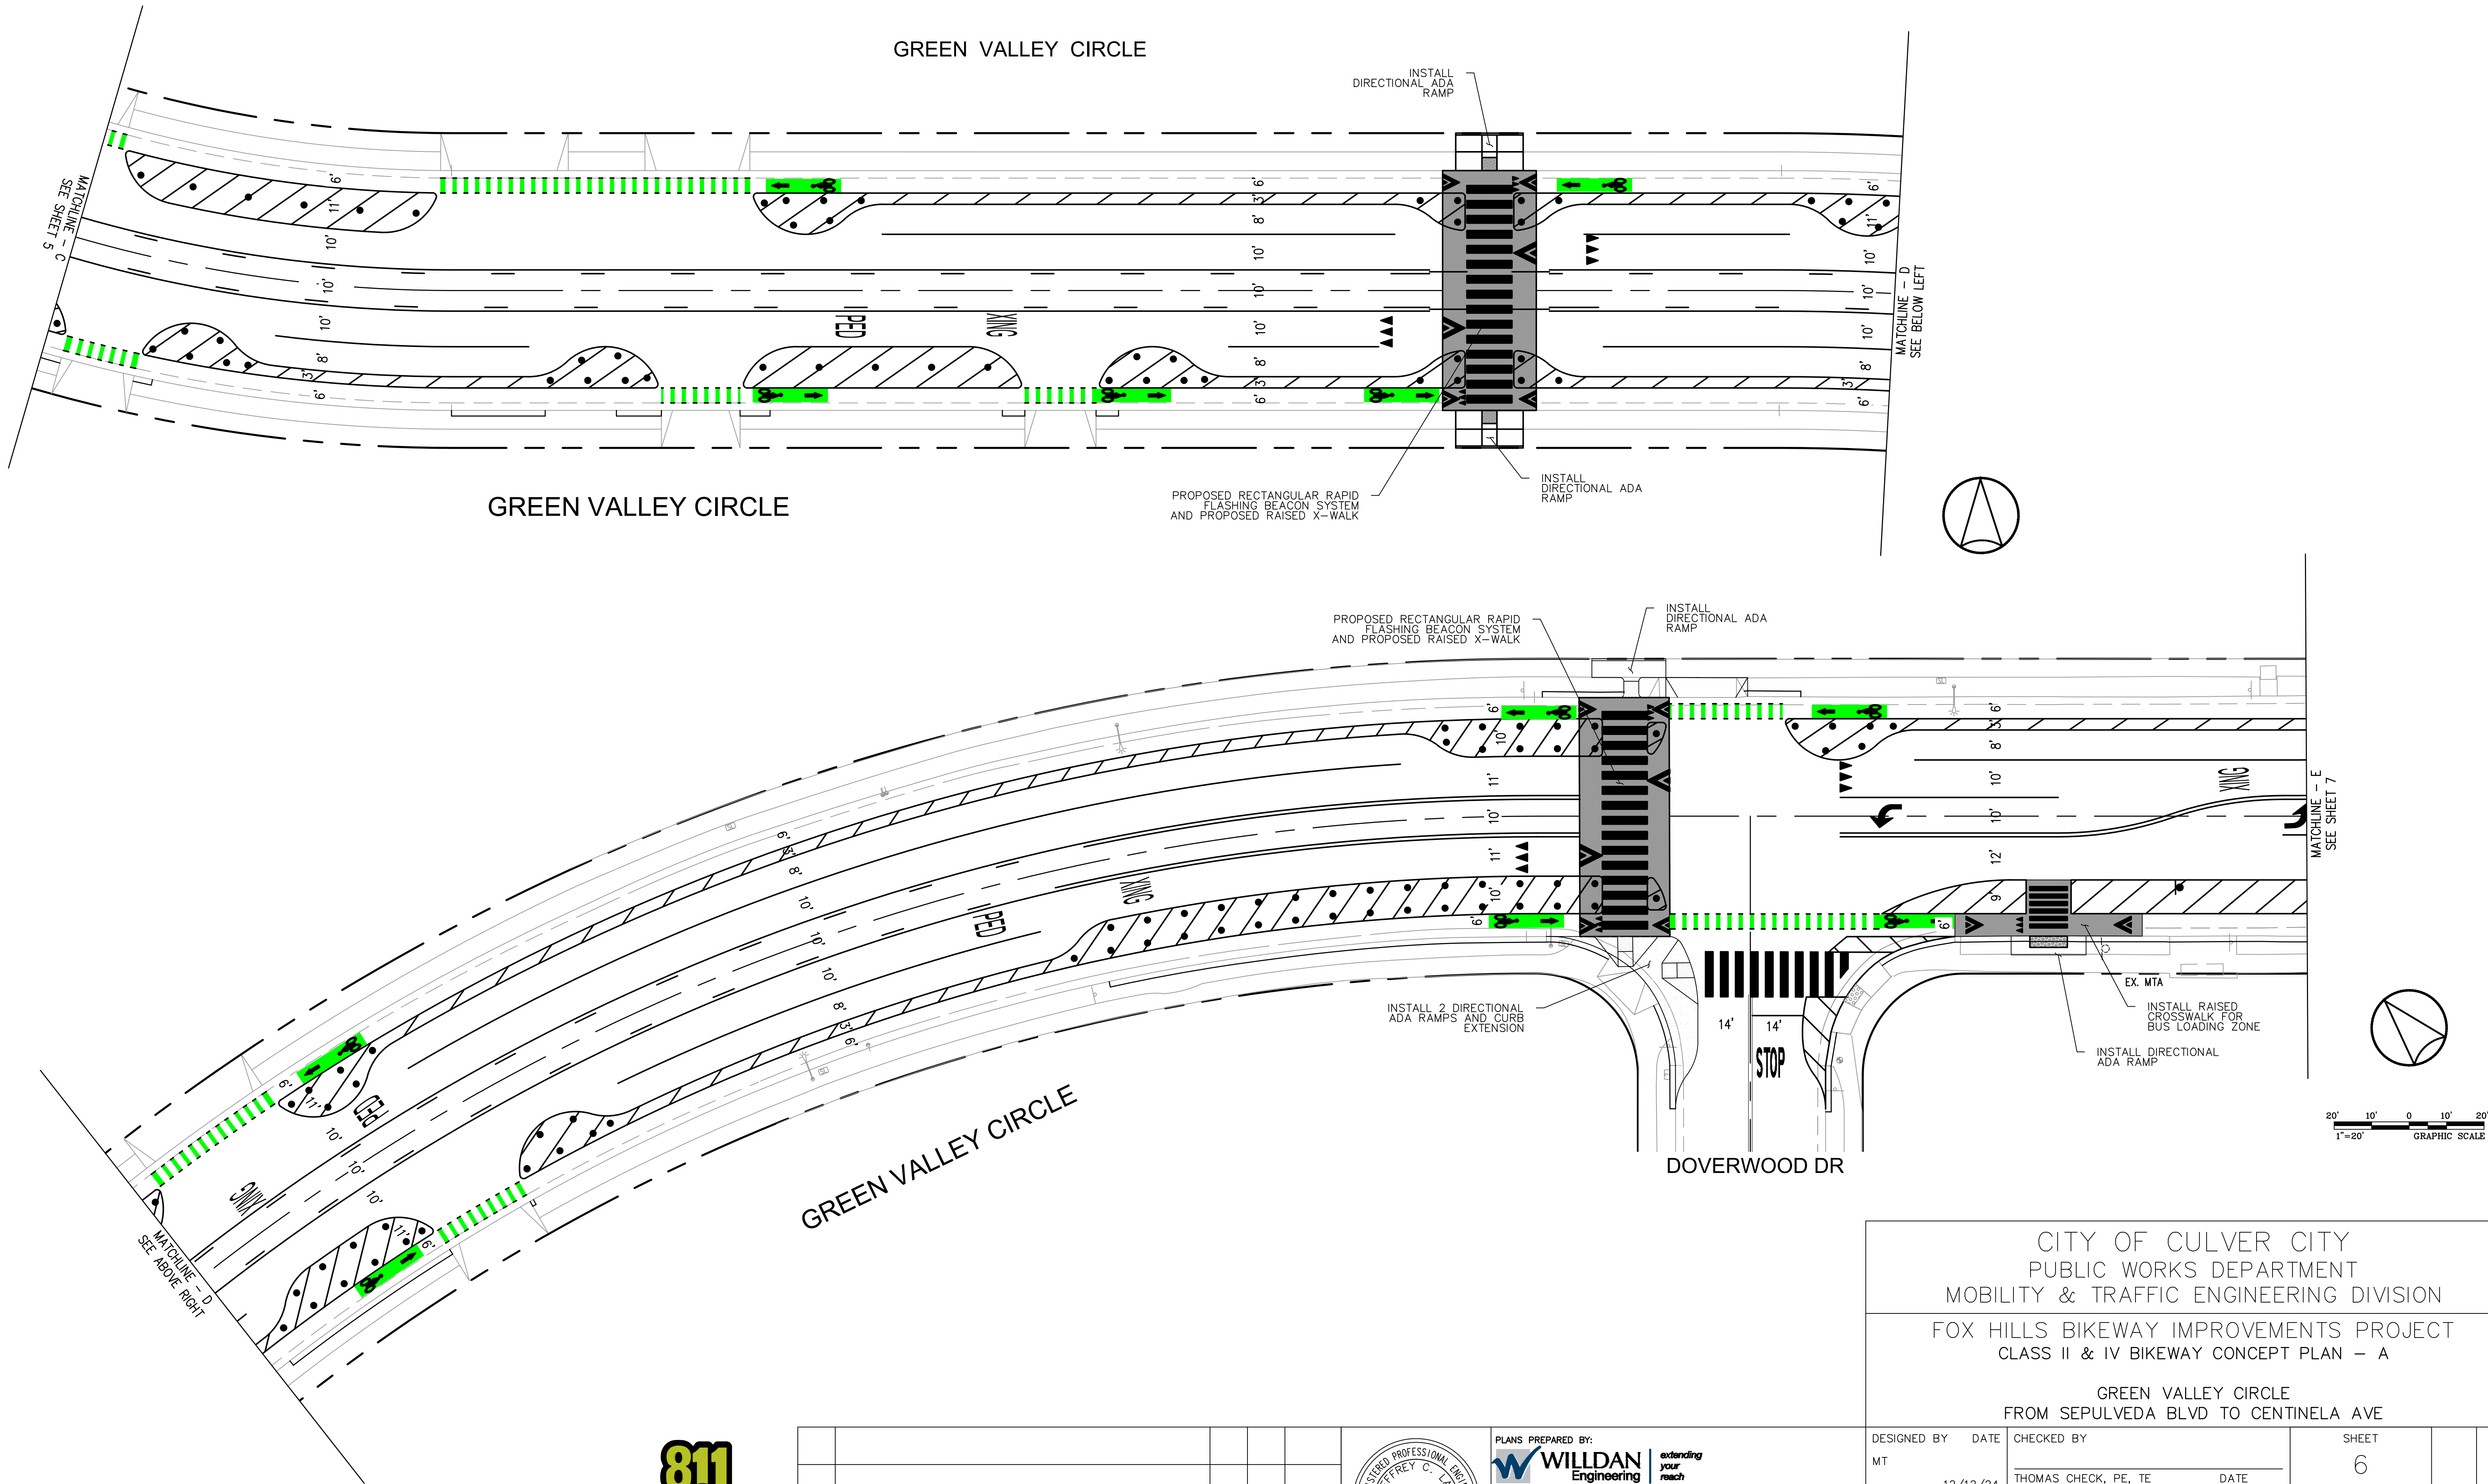 GREEN VALLEY CIRCLE
INSTALL
DIRECTIONAL ADA
RAMP
MATCHLINE - C
SEE SHEET 5
6'
11'
10'
10'
10'
8'
3'
6'
PED
XING
6'
3'
8'
10'
10'
10'
8'
3'
6'
6'
11'
10'
10'
10'
8'
3'
6'
MATCHLINE - D
SEE BELOW LEFT
GREEN VALLEY CIRCLE
PROPOSED RECTANGULAR RAPID
FLASHING BEACON SYSTEM
AND PROPOSED RAISED X-WALK
INSTALL
DIRECTIONAL ADA
RAMP
PROPOSED RECTANGULAR RAPID
FLASHING BEACON SYSTEM
AND PROPOSED RAISED X-WALK
INSTALL
DIRECTIONAL ADA
RAMP
6'
10'
11'
10'
11'
10'
6'
6'
3'
8'
10'
10'
12'
9'
6'
XING
MATCHLINE - E
SEE SHEET 7
6'
3'
8'
10'
10'
10'
8'
3'
6'
PED
XING
6'
11'
10'
10'
10'
11'
6'
PED
XING
MATCHLINE - D
SEE ABOVE RIGHT
GREEN VALLEY CIRCLE
INSTALL 2 DIRECTIONAL
ADA RAMPS AND CURB
EXTENSION
14'
14'
STOP
DOVERWOOD DR
EX. MTA
INSTALL RAISED
CROSSWALK FOR
BUS LOADING ZONE
INSTALL DIRECTIONAL
ADA RAMP
20' 10' 0 10' 20'
1"=20' GRAPHIC SCALE
CITY OF CULVER CITY
PUBLIC WORKS DEPARTMENT
MOBILITY & TRAFFIC ENGINEERING DIVISION
FOX HILLS BIKEWAY IMPROVEMENTS PROJECT
CLASS II & IV BIKEWAY CONCEPT PLAN - A
GREEN VALLEY CIRCLE
FROM SEPULVEDA BLVD TO CENTINELA AVE
811
PLANS PREPARED BY:
WILLDAN
Engineering
extending
your
reach
DESIGNED BY DATE
MT
CHECKED BY
THOMAS CHECK, PE, TE DATE
SHEET
6